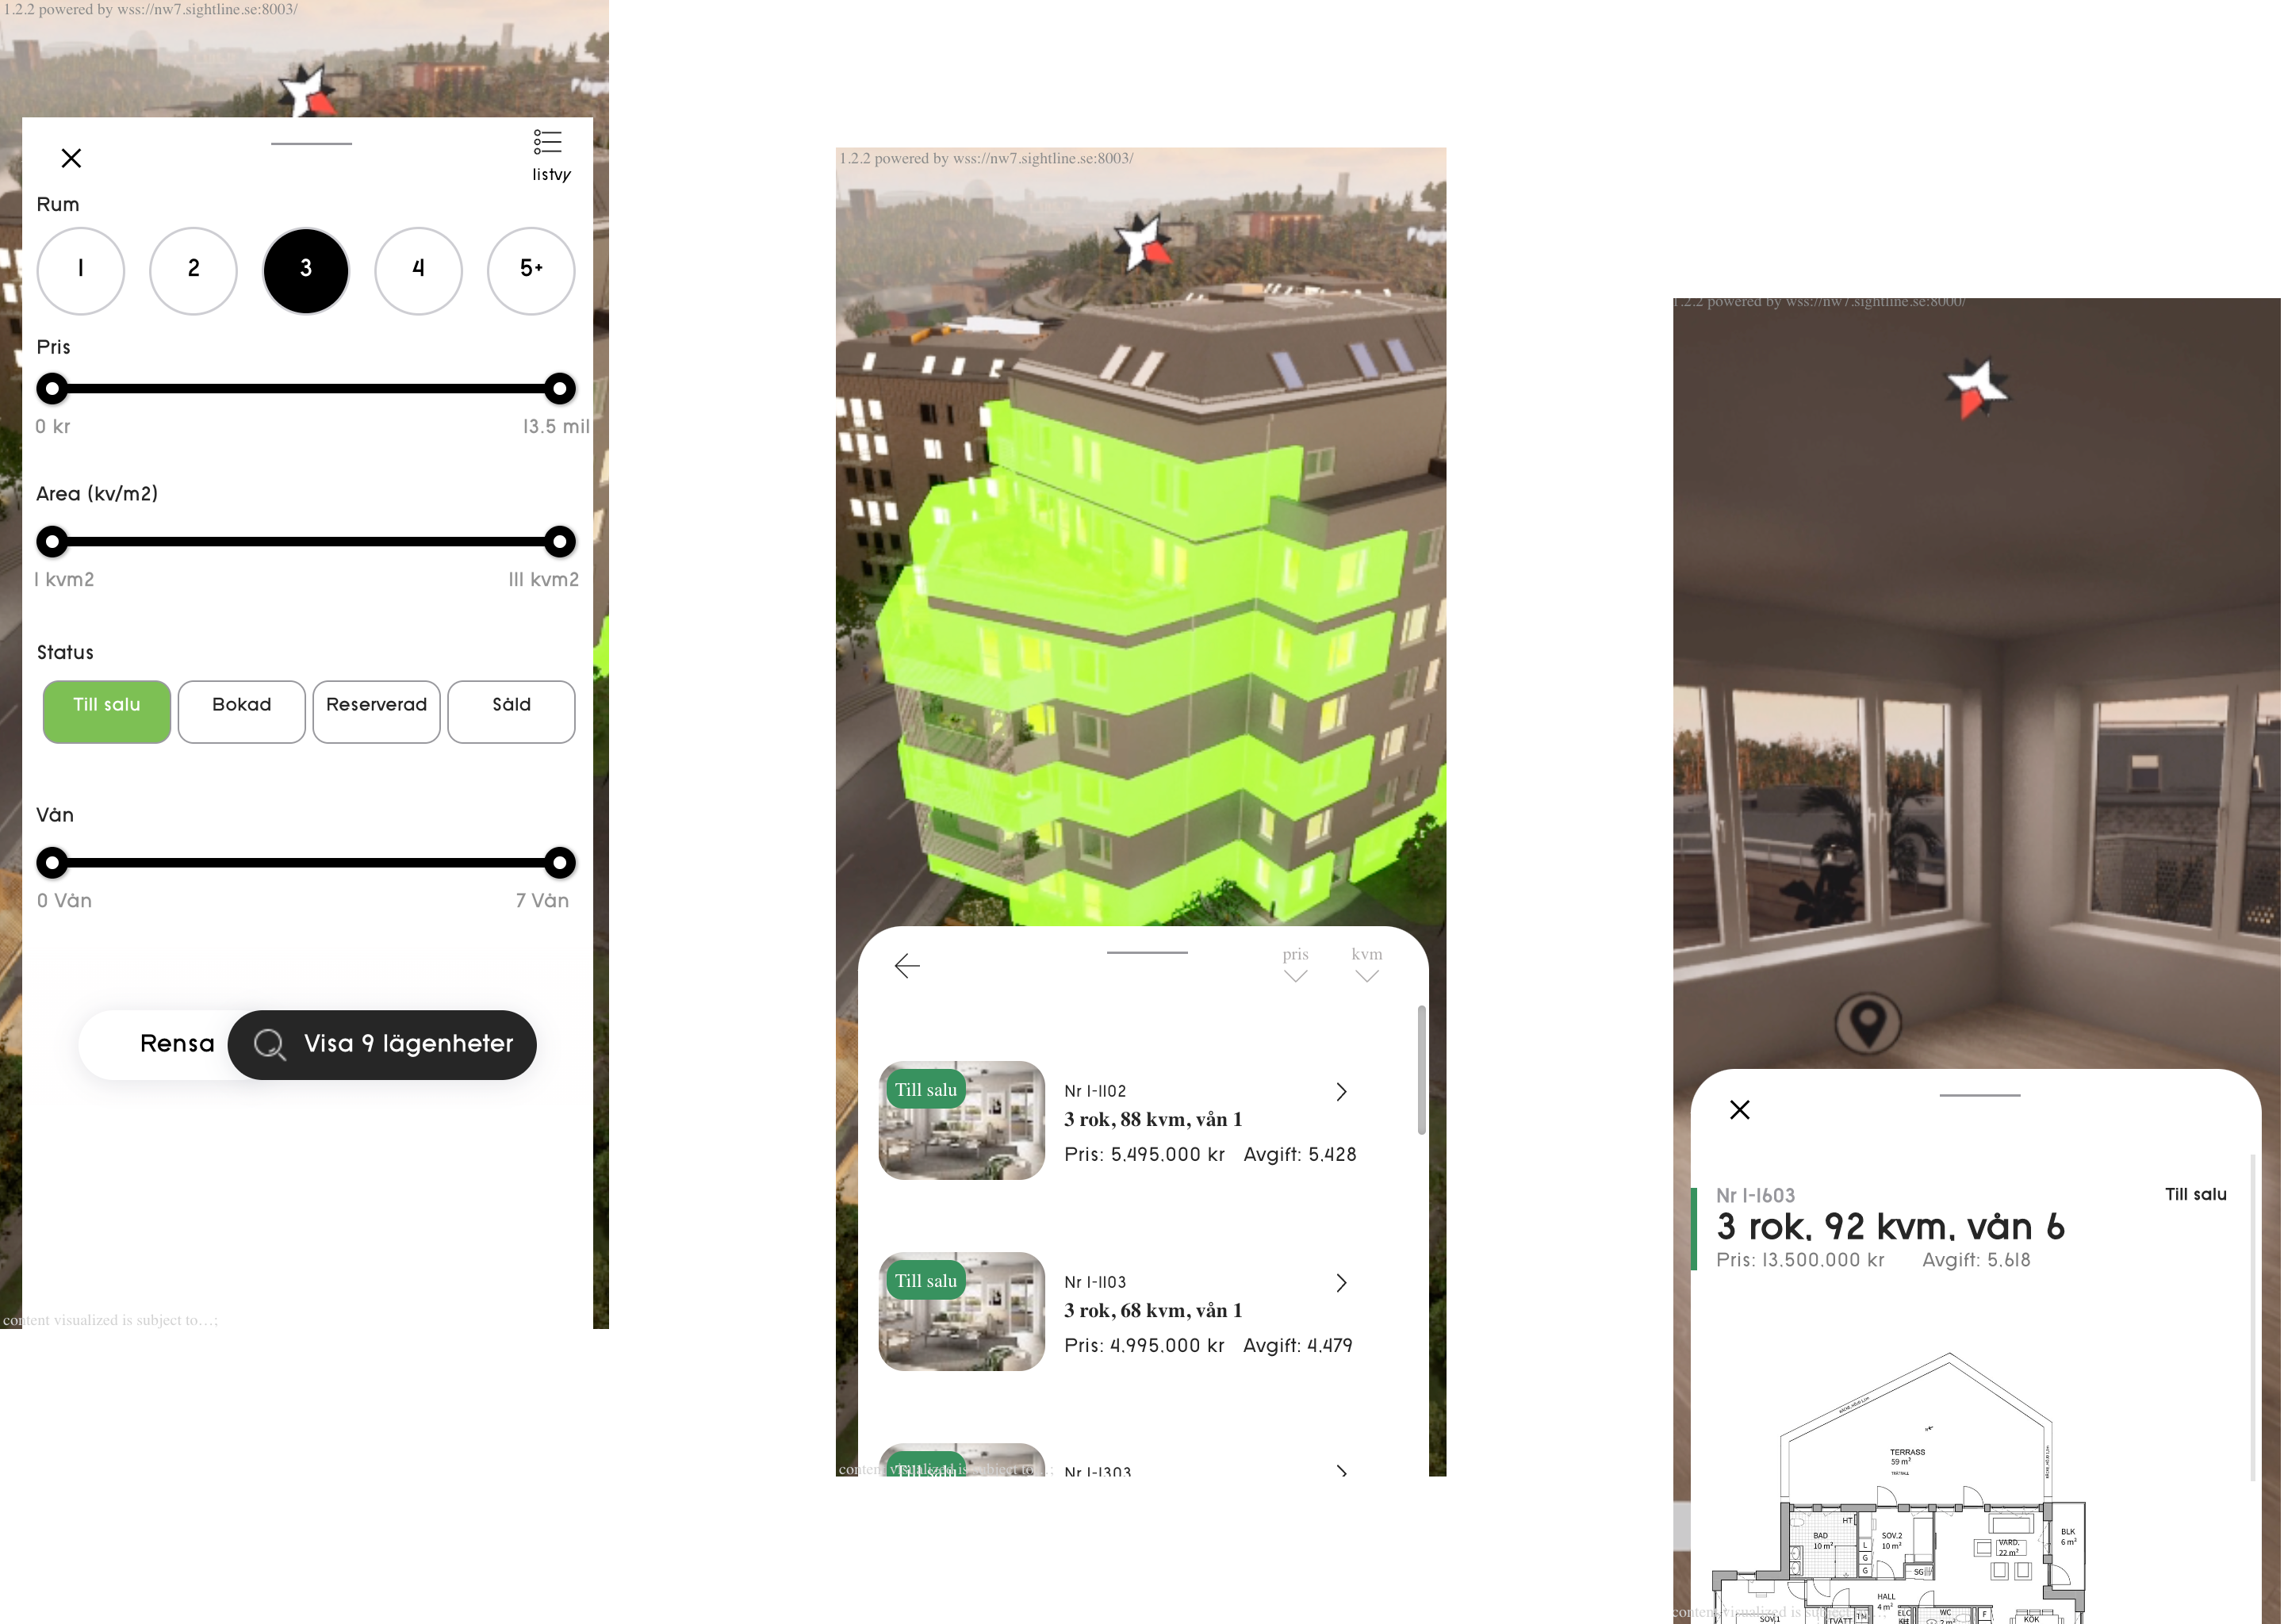 1.2.2 powered by wss://nw7.sightline.se:8003/
listvy
Rum
1 2 3 4 5+
Pris
0 kr 13.5 mil
Area (kv/m2)
1 kvm2 111 kvm2
Status
Till salu Bokad Reserverad Såld
Vån
0 Vån 7 Vån
Rensa Visa 9 lägenheter
content visualized is subject to...;
1.2.2 powered by wss://nw7.sightline.se:8003/
pris kvm
Till salu
Nr 1-1102
3 rok, 88 kvm, vån 1
Pris: 5.495.000 kr Avgift: 5.428
Till salu
Nr 1-1103
3 rok, 68 kvm, vån 1
Pris: 4.995.000 kr Avgift: 4.479
Till salu
Nr 1-1303
content visualized is subject to...;
1.2.2 powered by wss://nw7.sightline.se:8000/
Nr 1-1603 Till salu
3 rok, 92 kvm, vån 6
Pris: 13.500.000 kr Avgift: 5.618
TERRASS
59 m²
BAD
10 m²
HT
L
G
G
SOV.2
10 m²
SG
VARD.
22 m²
BLK
6 m²
HALL
4 m²
SOV.1
TVÄTT
TM
ELC
WC
2 m²
F
KÖK
content visualized is subject